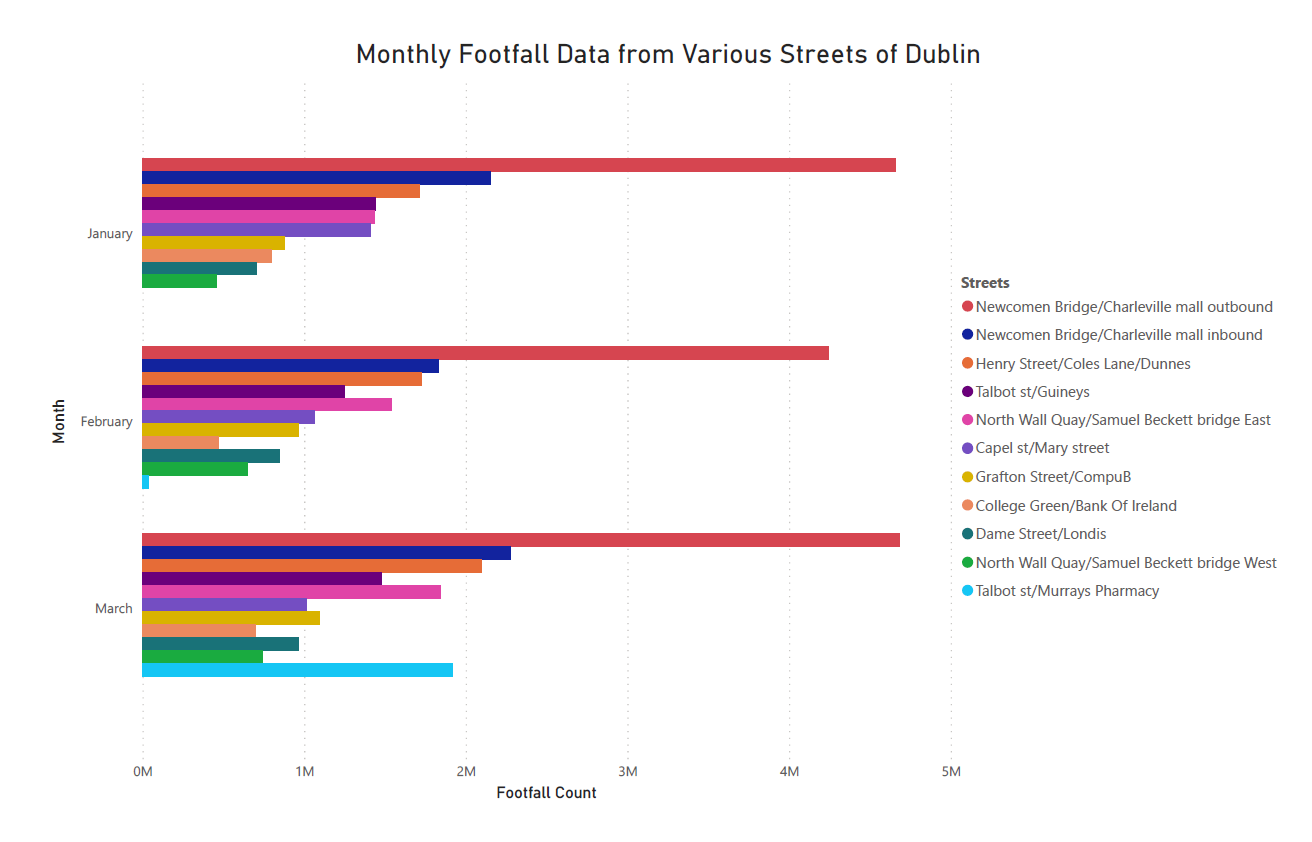 Monthly Footfall Data from Various Streets of Dublin
January
February
March
Month
0M 1M 2M 3M 4M 5M
Footfall Count
Streets
Newcomen Bridge/Charleville mall outbound
Newcomen Bridge/Charleville mall inbound
Henry Street/Coles Lane/Dunnes
Talbot st/Guineys
North Wall Quay/Samuel Beckett bridge East
Capel st/Mary street
Grafton Street/CompuB
College Green/Bank Of Ireland
Dame Street/Londis
North Wall Quay/Samuel Beckett bridge West
Talbot st/Murrays Pharmacy